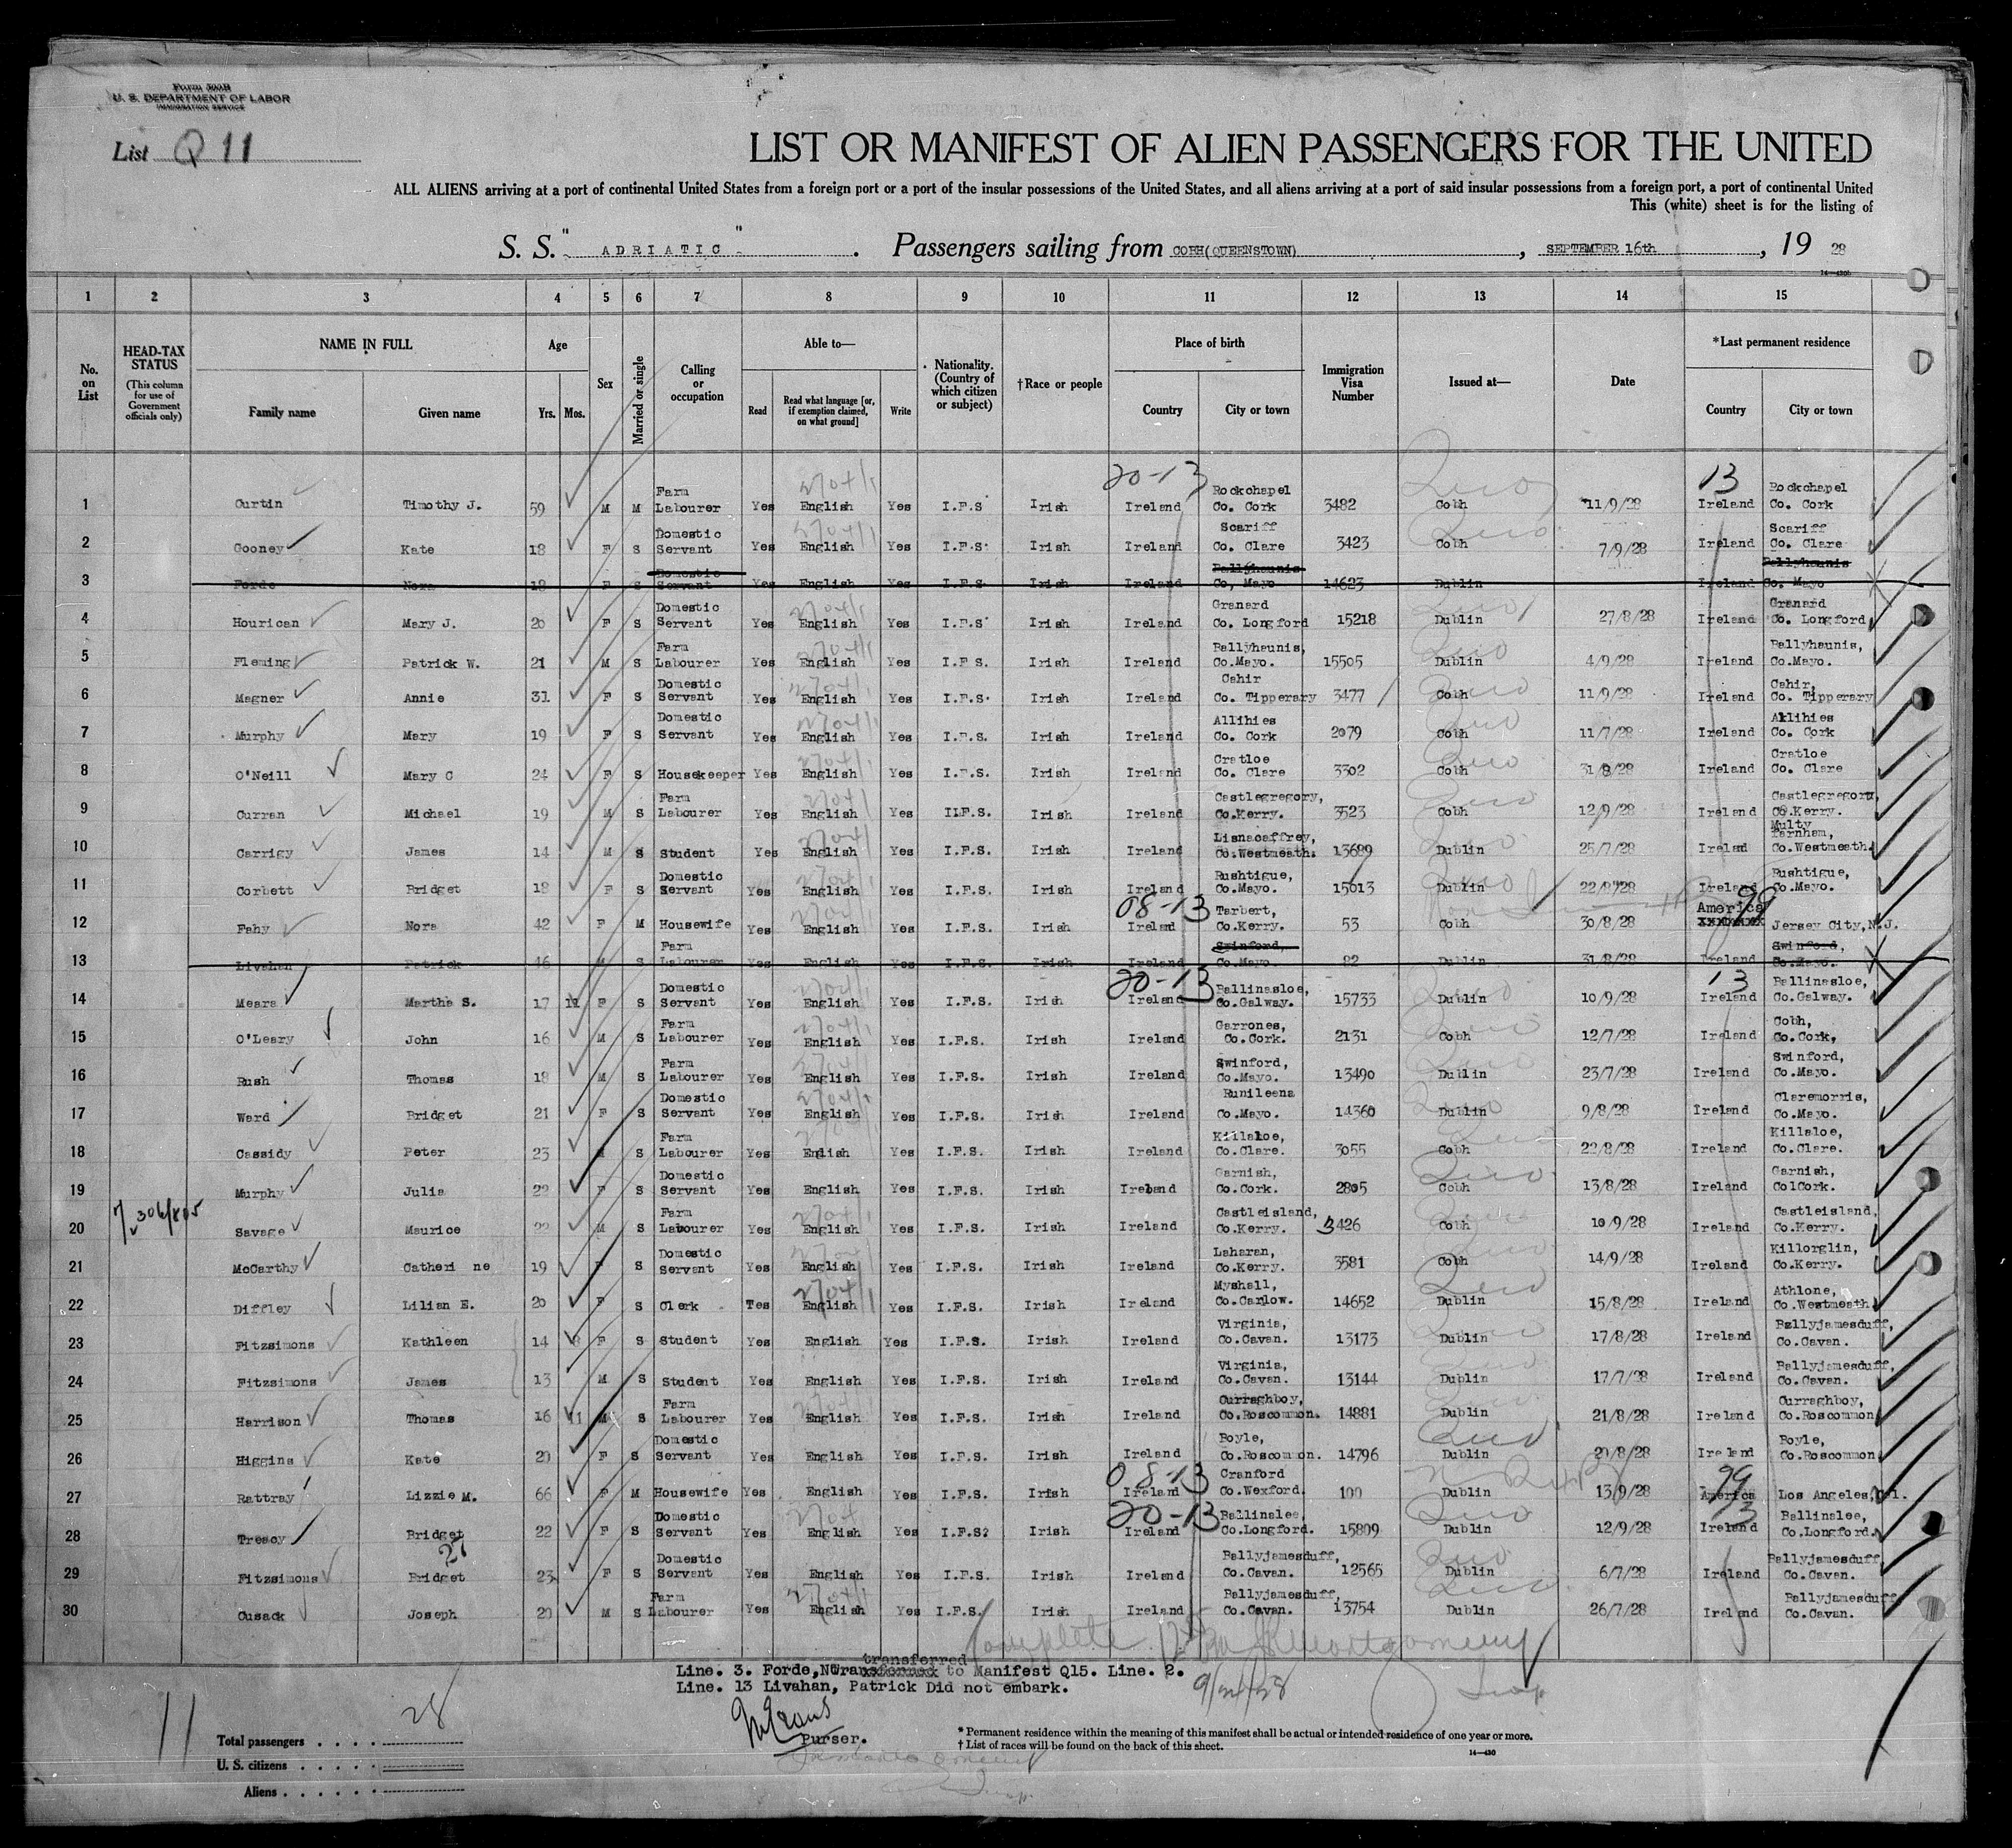 Form 500B
U. S. DEPARTMENT OF LABOR
IMMIGRATION SERVICE
List Q 11
LIST OR MANIFEST OF ALIEN PASSENGERS FOR THE UNITED
ALL ALIENS arriving at a port of continental United States from a foreign port or a port of the insular possessions of the United States, and all aliens arriving at a port of said insular possessions from a foreign port, a port of continental United
This (white) sheet is for the listing of
S. S. " ADRIATIC " . Passengers sailing from COBH(QUEENSTOWN) , SEPTEMBER 16th , 19 28
1 2 3 4 5 6 7 8 9 10 11 12 13 14 15
No. on List
HEAD-TAX STATUS (This column for use of Government officials only)
NAME IN FULL Family name Given name
Age Yrs. Mos.
Sex
Married or single
Calling or occupation
Able to— Read Read what language [or, if exemption claimed, on what ground] Write
Nationality. (Country of which citizen or subject)
†Race or people
Place of birth Country City or town
Immigration Visa Number
Issued at—
Date
*Last permanent residence Country City or town
1 Curtin Timothy J. 59 M M Farm Labourer Yes English Yes I.F.S Irish Ireland Rockchapel Co. Cork 3482 Cobh 11/9/28 Ireland Rockchapel Co. Cork
2 Gooney Kate 18 F S Domestic Servant Yes English Yes I.F.S. Irish Ireland Scariff Co. Clare 3423 Cobh 7/9/28 Ireland Scariff Co. Clare
3 Forde Nora 18 F S Domestic Servant Yes English Yes I.F.S. Irish Ireland Ballyhaunis Co, Mayo 14623 Dublin Ireland Ballyhaunis Co. Mayo
4 Hourican Mary J. 20 F S Domestic Servant Yes English Yes I.F.S. Irish Ireland Granard Co. Longford 15218 Dublin 27/8/28 Ireland Granard Co. Longford
5 Fleming Patrick W. 21 M S Farm Labourer Yes English Yes I.F.S. Irish Ireland Ballyhaunis, Co.Mayo. 15505 Dublin 4/9/28 Ireland Ballyhaunis, Co.Mayo.
6 Magner Annie 31 F S Domestic Servant Yes English Yes I.F.S. Irish Ireland Cahir Co. Tipperary 3477 Cobh 11/9/28 Ireland Cahir, Co. Tipperary
7 Murphy Mary 19 F S Domestic Servant Yes English Yes I.F.S. Irish Ireland Allihies Co. Cork 2079 Cobh 11/7/28 Ireland Allihies Co. Cork
8 O'Neill Mary C 24 F S Housekeeper Yes English Yes I.F.S. Irish Ireland Cratloe Co. Clare 3302 Cobh 31/8/28 Ireland Cratloe Co. Clare
9 Curran Michael 19 M S Farm Labourer Yes English Yes I.F.S. Irish Ireland Castlegregory, Co.Kerry. 3523 Cobh 12/9/28 Ireland Castlegregory, Co.Kerry.
10 Carrigy James 14 M S Student Yes English Yes I.F.S. Irish Ireland Lisnacaffrey, Co.Westmeath. 13689 Dublin 25/7/28 Irelad Multy Farnham, Co.Westmeath.
11 Corbett Bridget 18 F S Domestic Servant Yes English Yes I.F.S. Irish Ireland Rushtigue, Co.Mayo. 15013 Dublin 22/8/28 Ireland Rushtigue, Co.Mayo.
12 Fahy Nora 42 F M Housewife Yes English Yes I.F.S. Irish 08-13 Ireland Tarbert, Co.Kerry. 53 Cobh 30/8/28 America 99 Jersey City,N.J.
13 Livahan Patrick 46 M S Farm Labourer Yes English Yes I.F.S. Irish Ireland Swinford, Co.Mayo 82 Dublin 31/8/28 Ireland Swinford, Co.Mayo.
14 Meara Martha S. 17 11 F S Domestic Servant Yes English Yes I.F.S. Irish 20-13 Ireland Ballinasloe, Co.Galway. 15733 Dublin 10/9/28 13 Ireland Ballinasloe, Co.Galway.
15 O'Leary John 16 M S Farm Labourer Yes English Yes I.F.S. Irish Ireland Garrones, Co.Cork. 2131 Cobh 12/7/28 Ireland Cobh, Co.Cork,
16 Rush Thomas 18 M S Farm Labourer Yes English Yes I.F.S. Irish Ireland Swinford, Co.Mayo. 13490 Dublin 23/7/28 Ireland Swinford, Co.Mayo.
17 Ward Bridget 21 F S Domestic Servant Yes English Yes I.F.S. Irish Ireland Runileena Co.Mayo. 14360 Dublin 9/8/28 Ireland Claremorris, Co.Mayo.
18 Cassidy Peter 23 M S Farm Labourer Yes Enlish Yes I.F.S. Irish Ireland Killaloe, Co.Clare. 3055 Cobh 22/8/28 Ireland Killaloe, Co.Clare.
19 Murphy Julia 22 F S Domestic Servant Yes English Yes I.F.S. Irish Ireland Garnish, Co.Cork. 2805 Cobh 13/8/28 Ireland Garnish, ColCork.
20 Savage Maurice 22 M S Farm Labourer Yes English Yes I.F.S. Irish Ireland Castleisland, Co.Kerry. 3426 Cobh 10/9/28 Ireland Castleisland, Co.Kerry.
21 McCarthy Catheri ne 19 F S Domestic Servant Yes English Yes I.F.S. Irish Ireland Laharan, Co.Kerry. 3581 Cobh 14/9/28 Ireland Killorglin, Co.Kerry.
22 Diffley Lilian E. 20 F S Clerk Yes English Yes I.F.S. Irish Ireland Myshall, Co.Carlow. 14652 Dublin 15/8/28 Ireland Athlone, Co.Westmeath.
23 Fitzsimons Kathleen 14 8 F S Student Yes English Yes I.F.S. Irish Ireland Virginia, Co.Cavan. 13173 Dublin 17/8/28 Ireland Ballyjamesduff, Co.Cavan.
24 Fitzsimons James 13 M S Student Yes English Yes I.F.S. Irish Ireland Virginia, Co.Cavan. 13144 Dublin 17/7/28 Ireland Ballyjamesduff, Co.Cavan.
25 Harrison Thomas 16 11 M S Farm Labourer Yes English Yes I.F.S. Irish Ireland Curraghboy, Co.Roscommon. 14881 Dublin 21/8/28 Ireland Curraghboy, Co.Roscommon
26 Higgins Kate 20 F S Domestic Servant Yes English Yes I.F.S. Irish Ireland Boyle, Co.Roscommon. 14796 Dublin 20/8/28 Ireland Boyle, Co.Roscommon
27 Rattray Lizzie M. 66 F M Housewife Yes English Yes I.F.S. Irish 08-13 Ireland Cranford Co.Wexford. 100 Dublin 13/9/28 99 America Los Angeles,Cal.
28 Treacy Bridget 22 F S Domestic Servant Yes English Yes I.F.S. Irish 20-13 Ireland Ballinalee, Co.Longford. 15809 Dublin 12/9/28 13 Ireland Ballinalee, Co.Longford.
29 Fitzsimons Bridget 27 23 F S Domestic Servant Yes English Yes I.F.S. Irish Ireland Ballyjamesduff, Co.Cavan. 12565 Dublin 6/7/28 Ireland Ballyjamesduff, Co.Cavan.
30 Cusack Joseph 20 M S Farm Labourer Yes English Yes I.F.S. Irish Ireland Ballyjamesduff, Co.Cavan. 13754 Dublin 26/7/28 Ireland Ballyjamesduff Co.Cavan.
Line. 3. Forde, Nora transferred to Manifest Q15. Line. 2.
Line. 13 Livahan, Patrick Did not embark.
Purser.
11
Total passengers . . . . 28
U. S. citizens . . . . .
Aliens . . . . . .
* Permanent residence within the meaning of this manifest shall be actual or intended residence of one year or more.
† List of races will be found on the back of this sheet.
14—430